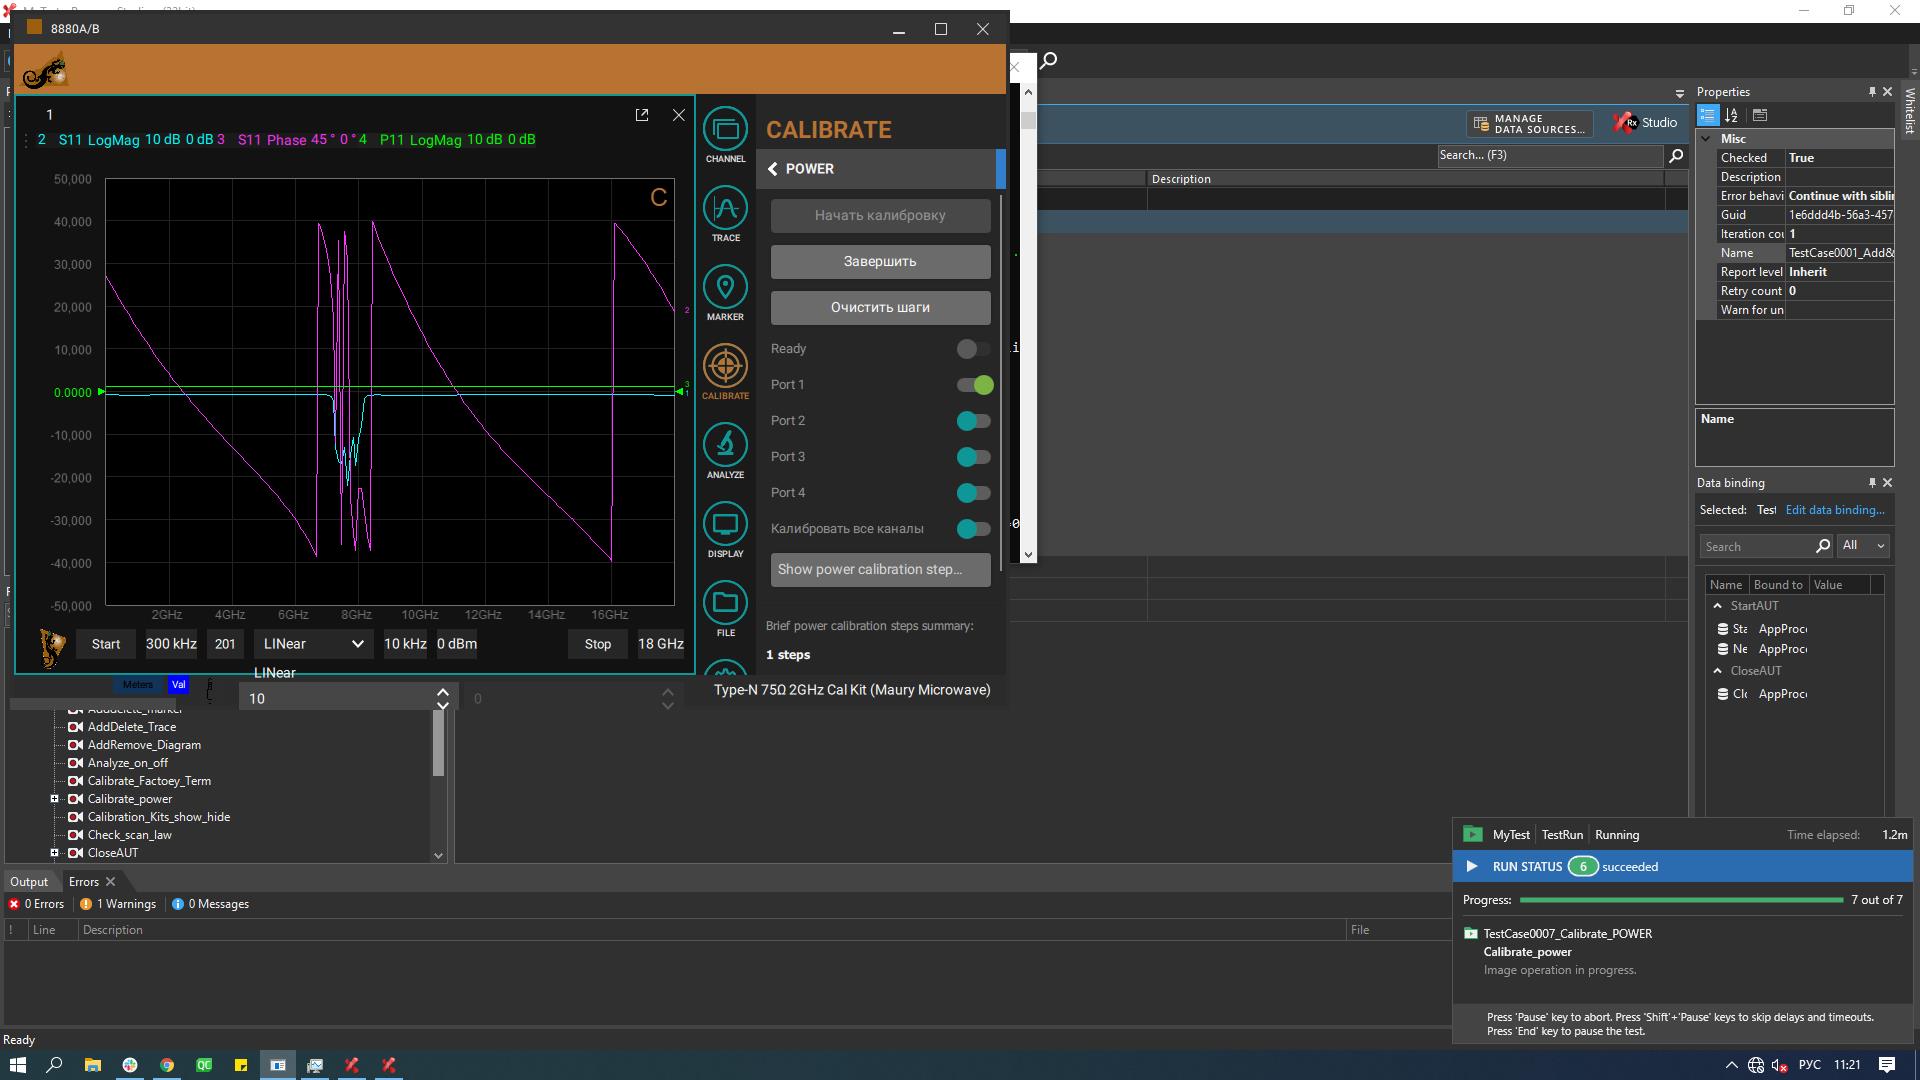 8880A/B
1
2 S11 LogMag 10 dB 0 dB 3 S11 Phase 45 ° 0 ° 4 P11 LogMag 10 dB 0 dB
C
50,000
40,000
30,000
20,000
10,000
0.0000
-10,000
-20,000
-30,000
-40,000
-50,000
2
3
1
2GHz 4GHz 6GHz 8GHz 10GHz 12GHz 14GHz 16GHz
Start 300 kHz 201 LINear 10 kHz 0 dBm Stop 18 GHz
LINear
CHANNEL
TRACE
MARKER
CALIBRATE
ANALYZE
DISPLAY
FILE
CALIBRATE
POWER
Начать калибровку
Завершить
Очистить шаги
Ready
Port 1
Port 2
Port 3
Port 4
Калибровать все каналы
Show power calibration step...
Brief power calibration steps summary:
1 steps
Type-N 75Ω 2GHz Cal Kit (Maury Microwave)
Meters Val
10
0
AddDelete_Trace
AddRemove_Diagram
Analyze_on_off
Calibrate_Factoey_Term
Calibrate_power
Calibration_Kits_show_hide
Check_scan_law
CloseAUT
MANAGE
DATA SOURCES...
Rx Studio
Search... (F3)
Description
Properties
Whitelist
Misc
Checked True
Description
Error behavi Continue with siblin
Guid 1e6ddd4b-56a3-457
Iteration cou 1
Name TestCase0001_Add&
Report level Inherit
Retry count 0
Warn for un
Name
Data binding
Selected: Test Edit data binding...
Search All
Name Bound to Value
StartAUT
Sta AppProce
Ne AppProce
CloseAUT
Clo AppProce
Output Errors
0 Errors 1 Warnings 0 Messages
! Line Description File
Ready
MyTest TestRun Running Time elapsed: 1.2m
RUN STATUS 6 succeeded
Progress: 7 out of 7
TestCase0007_Calibrate_POWER
Calibrate_power
Image operation in progress.
Press 'Pause' key to abort. Press 'Shift'+'Pause' keys to skip delays and timeouts.
Press 'End' key to pause the test.
QC
РУС 11:21